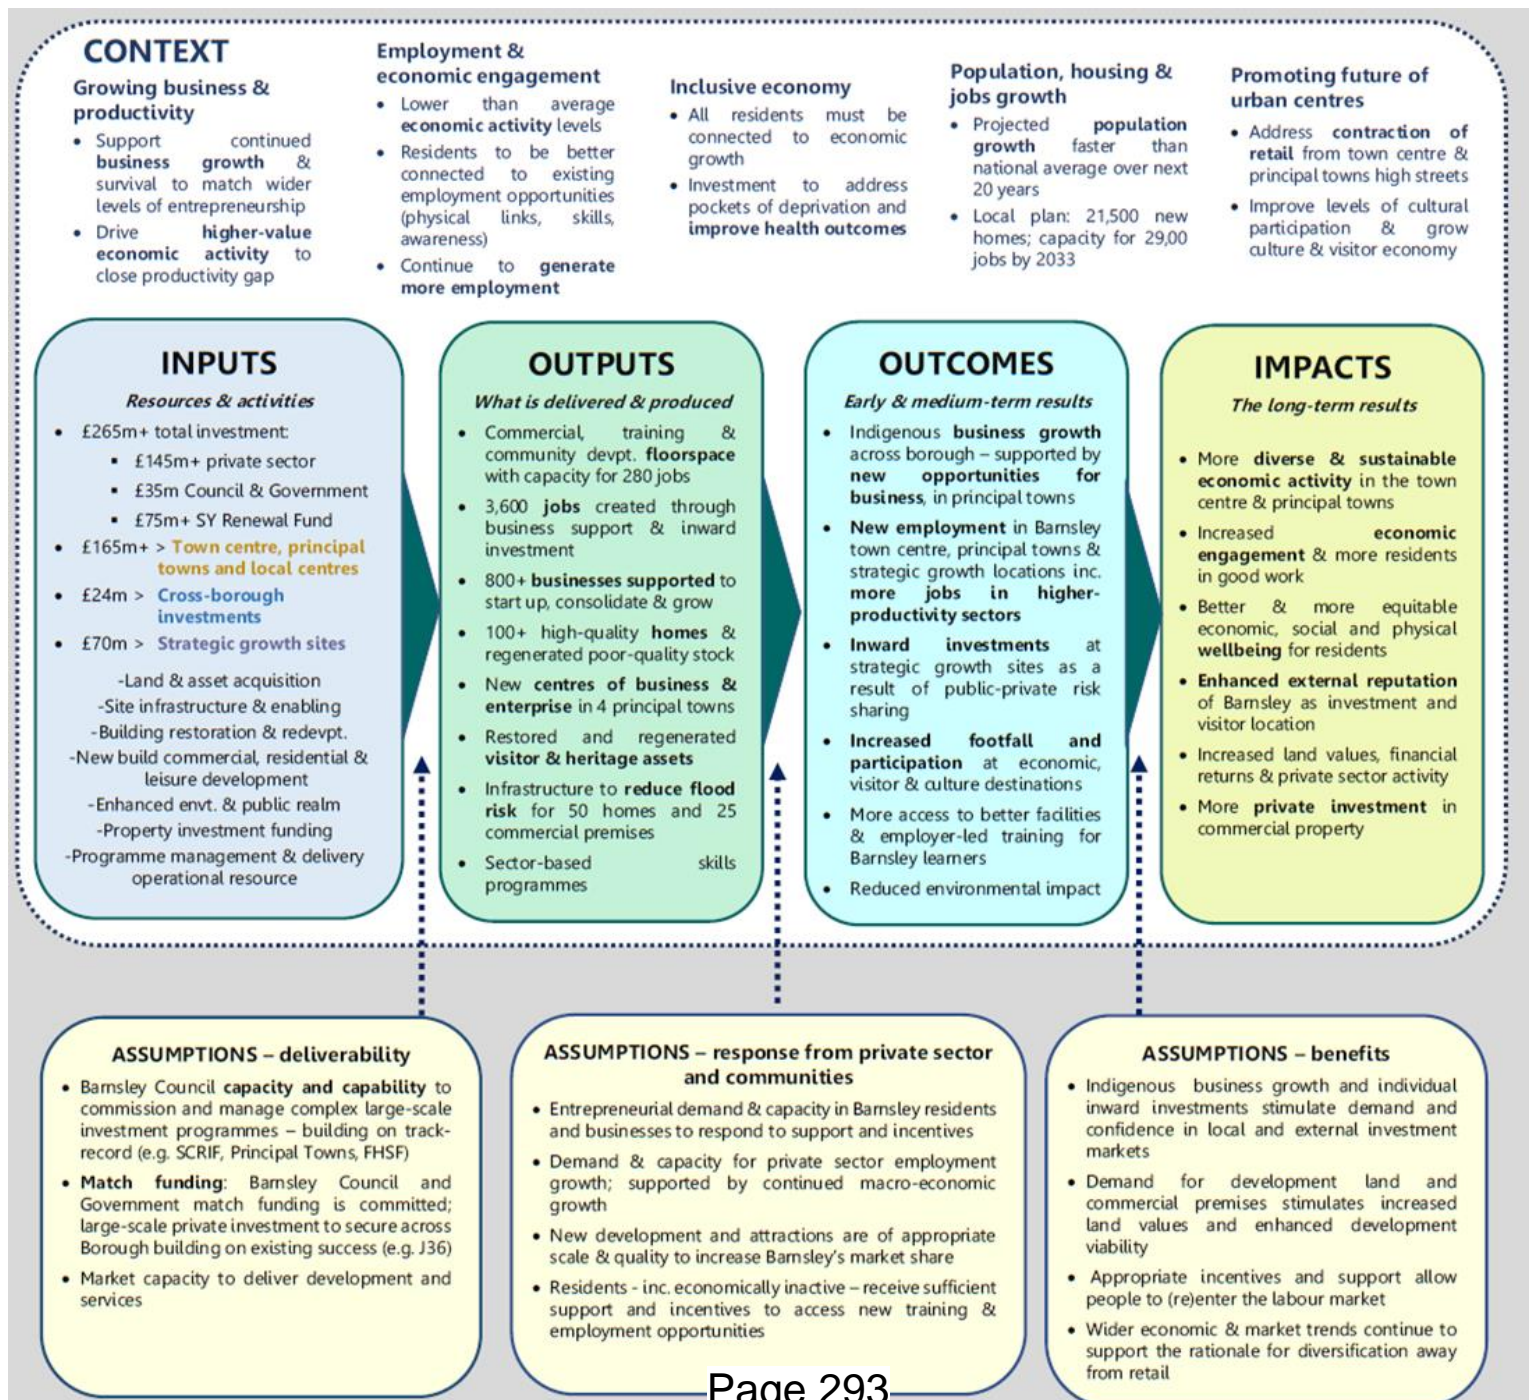 CONTEXT
Growing business &
productivity
• Support continued
business growth &
survival to match wider
levels of entrepreneurship
• Drive higher-value
economic activity to
close productivity gap
Employment &
economic engagement
• Lower than average
economic activity levels
• Residents to be better
connected to existing
employment opportunities
(physical links, skills,
awareness)
• Continue to generate
more employment
Inclusive economy
• All residents must be
connected to economic
growth
• Investment to address
pockets of deprivation and
improve health outcomes
Population, housing &
jobs growth
• Projected population
growth faster than
national average over next
20 years
• Local plan: 21,500 new
homes; capacity for 29,00
jobs by 2033
Promoting future of
urban centres
• Address contraction of
retail from town centre &
principal towns high streets
• Improve levels of cultural
participation & grow
culture & visitor economy
INPUTS
Resources & activities
• £265m+ total investment:
▪ £145m+ private sector
▪ £35m Council & Government
▪ £75m+ SY Renewal Fund
• £165m+ > Town centre, principal
towns and local centres
• £24m > Cross-borough
investments
• £70m > Strategic growth sites
-Land & asset acquisition
-Site infrastructure & enabling
-Building restoration & redevpt.
-New build commercial, residential &
leisure development
-Enhanced envt. & public realm
-Property investment funding
-Programme management & delivery
operational resource
OUTPUTS
What is delivered & produced
• Commercial, training &
community devpt. floorspace
with capacity for 280 jobs
• 3,600 jobs created through
business support & inward
investment
• 800+ businesses supported to
start up, consolidate & grow
• 100+ high-quality homes &
regenerated poor-quality stock
• New centres of business &
enterprise in 4 principal towns
• Restored and regenerated
visitor & heritage assets
• Infrastructure to reduce flood
risk for 50 homes and 25
commercial premises
• Sector-based skills
programmes
OUTCOMES
Early & medium-term results
• Indigenous business growth
across borough – supported by
new opportunities for
business, in principal towns
• New employment in Barnsley
town centre, principal towns &
strategic growth locations inc.
more jobs in higher-
productivity sectors
• Inward investments at
strategic growth sites as a
result of public-private risk
sharing
• Increased footfall and
participation at economic,
visitor & culture destinations
• More access to better facilities
& employer-led training for
Barnsley learners
• Reduced environmental impact
IMPACTS
The long-term results
• More diverse & sustainable
economic activity in the town
centre & principal towns
• Increased economic
engagement & more residents
in good work
• Better & more equitable
economic, social and physical
wellbeing for residents
• Enhanced external reputation
of Barnsley as investment and
visitor location
• Increased land values, financial
returns & private sector activity
• More private investment in
commercial property
ASSUMPTIONS – deliverability
• Barnsley Council capacity and capability to
commission and manage complex large-scale
investment programmes – building on track-
record (e.g. SCRIF, Principal Towns, FHSF)
• Match funding: Barnsley Council and
Government match funding is committed;
large-scale private investment to secure across
Borough building on existing success (e.g. J36)
• Market capacity to deliver development and
services
ASSUMPTIONS – response from private sector
and communities
• Entrepreneurial demand & capacity in Barnsley residents
and businesses to respond to support and incentives
• Demand & capacity for private sector employment
growth; supported by continued macro-economic
growth
• New development and attractions are of appropriate
scale & quality to increase Barnsley's market share
• Residents - inc. economically inactive – receive sufficient
support and incentives to access new training &
employment opportunities
ASSUMPTIONS – benefits
• Indigenous business growth and individual
inward investments stimulate demand and
confidence in local and external investment
markets
• Demand for development land and
commercial premises stimulates increased
land values and enhanced development
viability
• Appropriate incentives and support allow
people to (re)enter the labour market
• Wider economic & market trends continue to
support the rationale for diversification away
from retail
Page 293